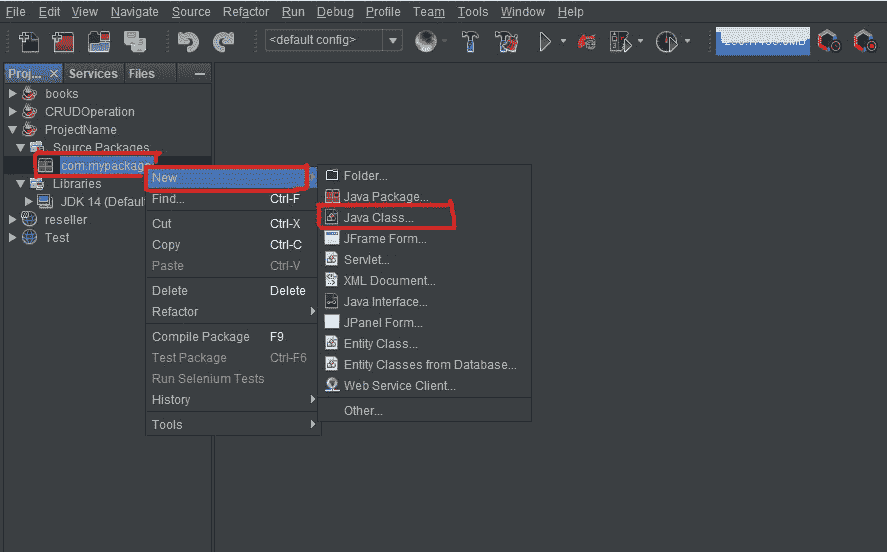 File Edit View Navigate Source Refactor Run Debug Profile Team Tools Window Help
<default config>
Proj... Services Files
books
CRUDOperation
ProjectName
Source Packages
com.mypackage
Libraries
JDK 14 (Default
reseller
Test
New
Find... Ctrl-F
Cut Ctrl-X
Copy Ctrl-C
Paste Ctrl-V
Delete Delete
Refactor
Compile Package F9
Test Package Ctrl-F6
Run Selenium Tests
History
Tools
Folder...
Java Package...
Java Class...
JFrame Form...
Servlet...
XML Document...
Java Interface...
JPanel Form...
Entity Class...
Entity Classes from Database...
Web Service Client...
Other...